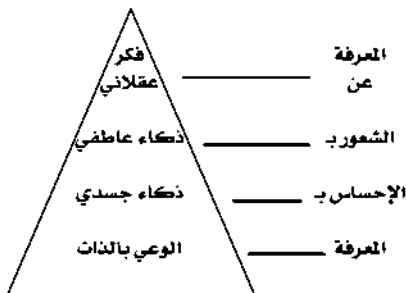 فكر
عقلاني
المعرفة
عن
ذكاء عاطفي
الشعور بـ
ذكاء جسدي
الإحساس بـ
الوعي بالذات
المعرفة